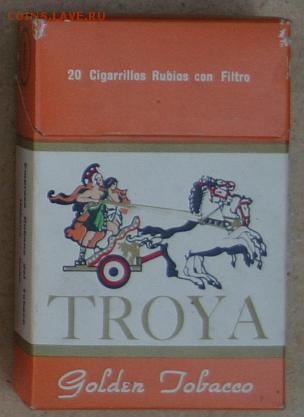 COINS.LAVE.RU
20 Cigarrillos Rubios con Filtro
TROYA
Golden Tobacco